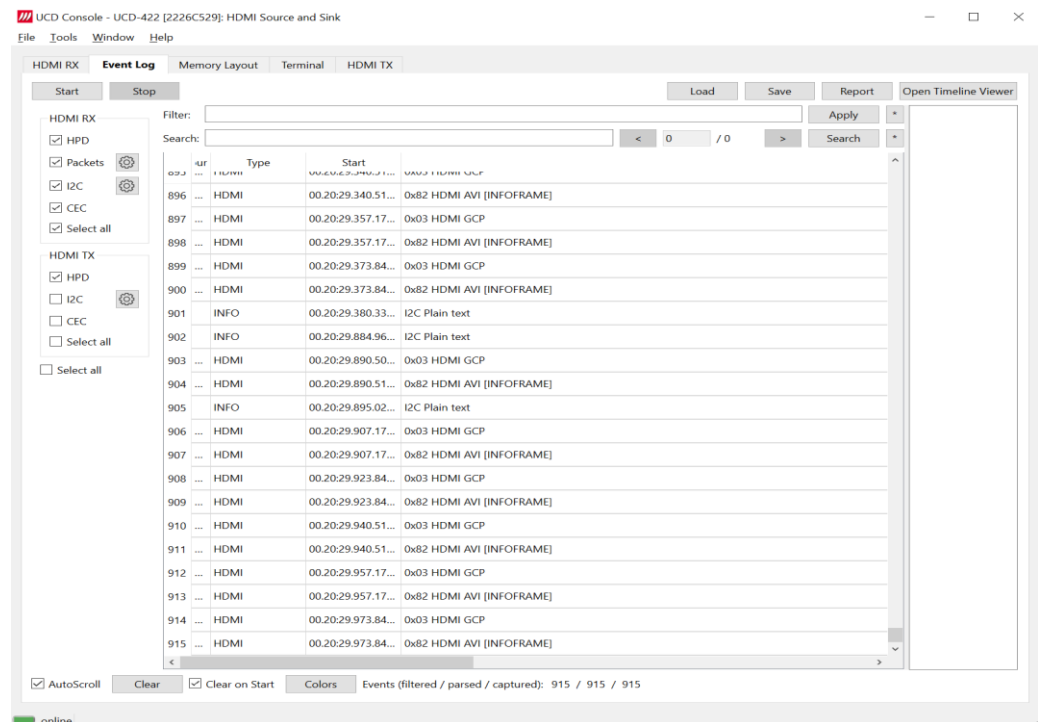 UCD Console - UCD-422 [2226C529]: HDMI Source and Sink
File Tools Window Help
HDMI RX Event Log Memory Layout Terminal HDMI TX
Start Stop Load Save Report Open Timeline Viewer
HDMI RX
HPD
Packets
I2C
CEC
Select all
HDMI TX
HPD
I2C
CEC
Select all
Select all
Filter: Apply *
Search: < 0 / 0 > Search *
Type Start
895 ... HDMI 00.20:29.340.51... 0x03 HDMI GCP
896 ... HDMI 00.20:29.340.51... 0x82 HDMI AVI [INFOFRAME]
897 ... HDMI 00.20:29.357.17... 0x03 HDMI GCP
898 ... HDMI 00.20:29.357.17... 0x82 HDMI AVI [INFOFRAME]
899 ... HDMI 00.20:29.373.84... 0x03 HDMI GCP
900 ... HDMI 00.20:29.373.84... 0x82 HDMI AVI [INFOFRAME]
901 INFO 00.20:29.380.33... I2C Plain text
902 INFO 00.20:29.884.96... I2C Plain text
903 ... HDMI 00.20:29.890.50... 0x03 HDMI GCP
904 ... HDMI 00.20:29.890.51... 0x82 HDMI AVI [INFOFRAME]
905 INFO 00.20:29.895.02... I2C Plain text
906 ... HDMI 00.20:29.907.17... 0x03 HDMI GCP
907 ... HDMI 00.20:29.907.17... 0x82 HDMI AVI [INFOFRAME]
908 ... HDMI 00.20:29.923.84... 0x03 HDMI GCP
909 ... HDMI 00.20:29.923.84... 0x82 HDMI AVI [INFOFRAME]
910 ... HDMI 00.20:29.940.51... 0x03 HDMI GCP
911 ... HDMI 00.20:29.940.51... 0x82 HDMI AVI [INFOFRAME]
912 ... HDMI 00.20:29.957.17... 0x03 HDMI GCP
913 ... HDMI 00.20:29.957.17... 0x82 HDMI AVI [INFOFRAME]
914 ... HDMI 00.20:29.973.84... 0x03 HDMI GCP
915 ... HDMI 00.20:29.973.84... 0x82 HDMI AVI [INFOFRAME]
AutoScroll Clear Clear on Start Colors Events (filtered / parsed / captured): 915 / 915 / 915
online